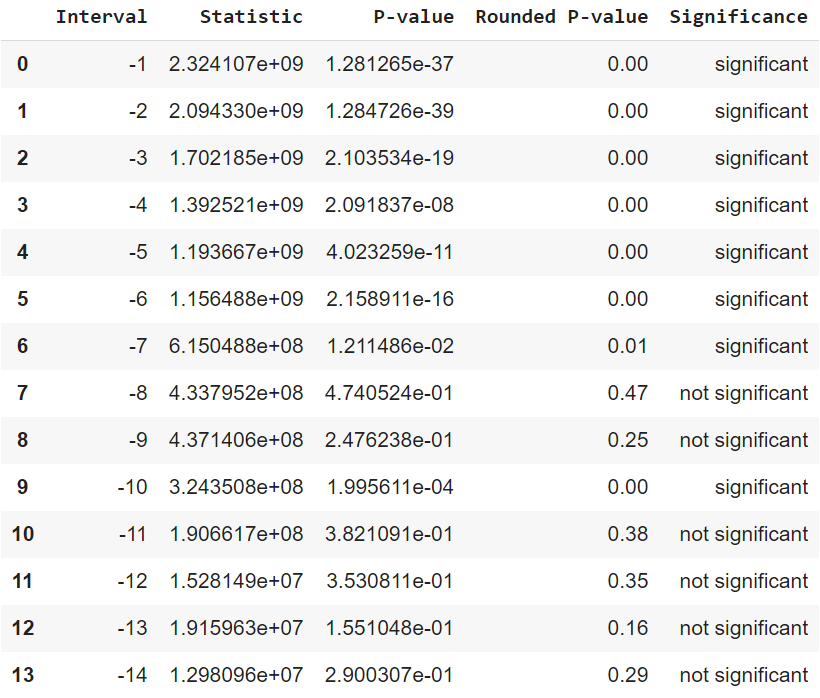 Interval Statistic P-value Rounded P-value Significance
0 -1 2.324107e+09 1.281265e-37 0.00 significant
1 -2 2.094330e+09 1.284726e-39 0.00 significant
2 -3 1.702185e+09 2.103534e-19 0.00 significant
3 -4 1.392521e+09 2.091837e-08 0.00 significant
4 -5 1.193667e+09 4.023259e-11 0.00 significant
5 -6 1.156488e+09 2.158911e-16 0.00 significant
6 -7 6.150488e+08 1.211486e-02 0.01 significant
7 -8 4.337952e+08 4.740524e-01 0.47 not significant
8 -9 4.371406e+08 2.476238e-01 0.25 not significant
9 -10 3.243508e+08 1.995611e-04 0.00 significant
10 -11 1.906617e+08 3.821091e-01 0.38 not significant
11 -12 1.528149e+07 3.530811e-01 0.35 not significant
12 -13 1.915963e+07 1.551048e-01 0.16 not significant
13 -14 1.298096e+07 2.900307e-01 0.29 not significant